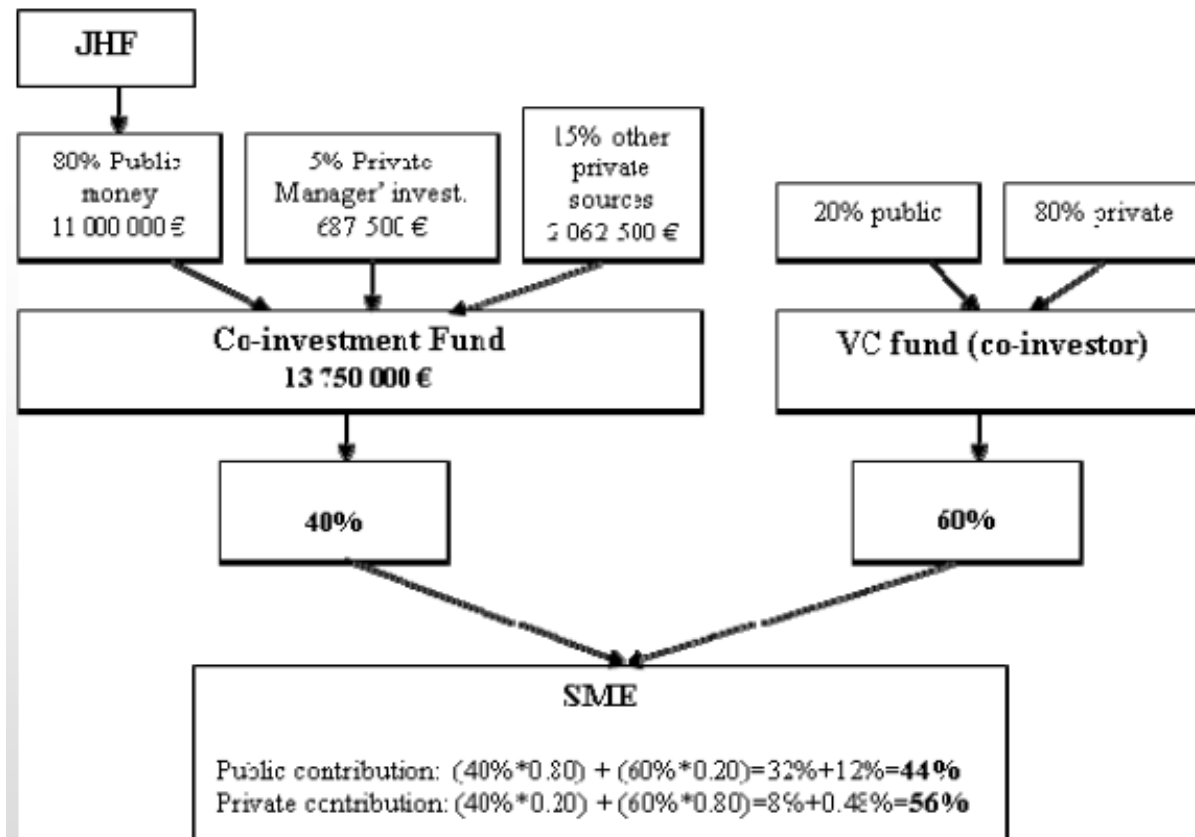 JHF
80% Public
money
11 000 000 €
5% Private
Manager' invest.
687 500 €
15% other
private
sources
2 062 500 €
20% public
80% private
Co-investment Fund
13 750 000 €
VC fund (co-investor)
40%
60%
SME
Public contribution: (40%*0.80) + (60%*0.20)=32%+12%=44%
Private contribution: (40%*0.20) + (60%*0.80)=8%+0.48%=56%